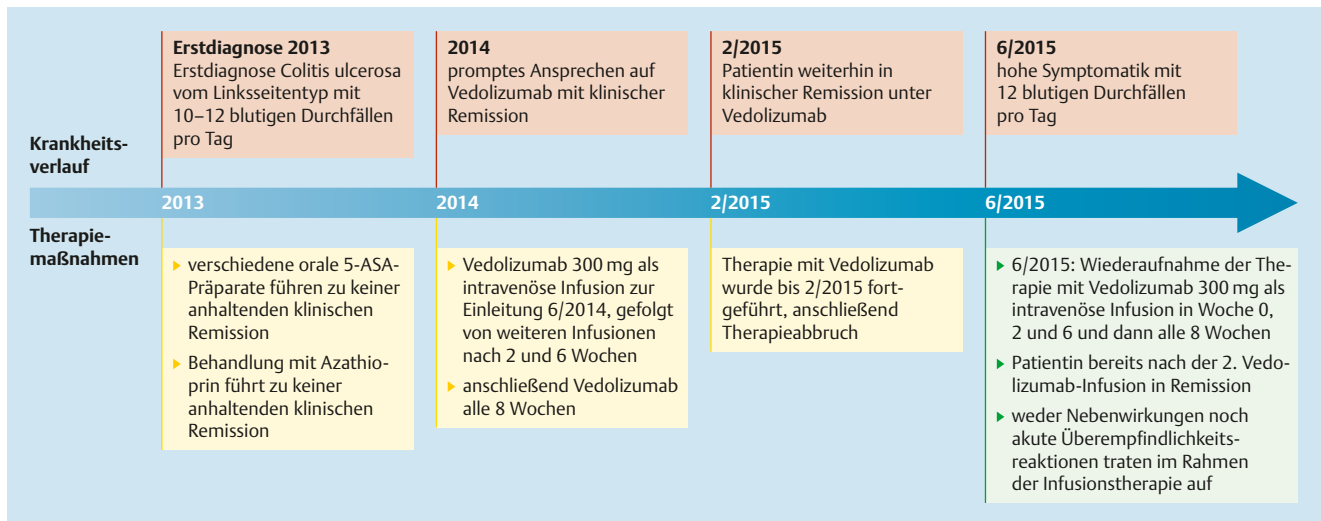 Erstdiagnose 2013
Erstdiagnose Colitis ulcerosa
vom Linksseitentyp mit
10–12 blutigen Durchfällen
pro Tag
2014
promptes Ansprechen auf
Vedolizumab mit klinischer
Remission
2/2015
Patientin weiterhin in
klinischer Remission unter
Vedolizumab
6/2015
hohe Symptomatik mit
12 blutigen Durchfällen
pro Tag
Krankheits-
verlauf
2013
2014
2/2015
6/2015
Therapie-
maßnahmen
▸ verschiedene orale 5-ASA-
Präparate führen zu keiner
anhaltenden klinischen
Remission
▸ Behandlung mit Azathio-
prin führt zu keiner
anhaltenden klinischen
Remission
▸ Vedolizumab 300 mg als
intravenöse Infusion zur
Einleitung 6/2014, gefolgt
von weiteren Infusionen
nach 2 und 6 Wochen
▸ anschließend Vedolizumab
alle 8 Wochen
Therapie mit Vedolizumab
wurde bis 2/2015 fort-
geführt, anschließend
Therapieabbruch
▸ 6/2015: Wiederaufnahme der The-
rapie mit Vedolizumab 300 mg als
intravenöse Infusion in Woche 0,
2 und 6 und dann alle 8 Wochen
▸ Patientin bereits nach der 2. Vedo-
lizumab-Infusion in Remission
▸ weder Nebenwirkungen noch
akute Überempfindlichkeits-
reaktionen traten im Rahmen
der Infusionstherapie auf